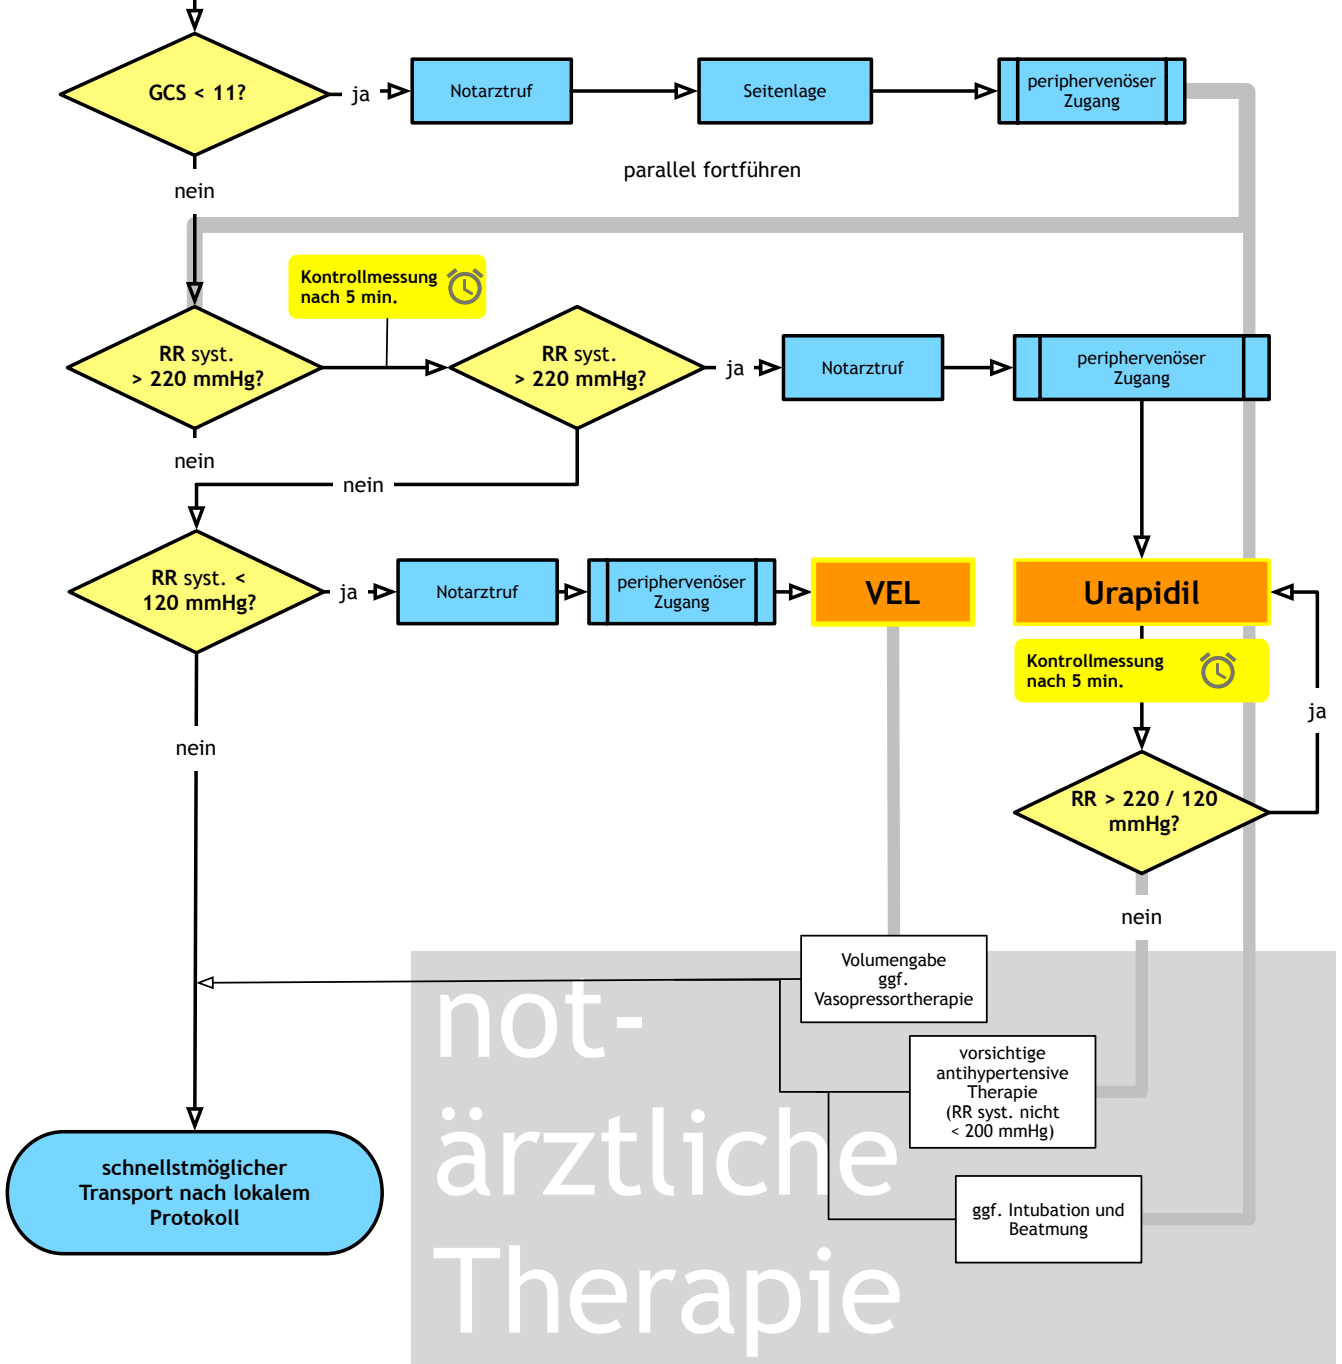 GCS < 11?
ja
Notarztruf
Seitenlage
periphervenöser
Zugang
parallel fortführen
nein
Kontrollmessung
nach 5 min.
RR syst.
> 220 mmHg?
RR syst.
> 220 mmHg?
ja
Notarztruf
periphervenöser
Zugang
nein
nein
RR syst. <
120 mmHg?
ja
Notarztruf
periphervenöser
Zugang
VEL
Urapidil
Kontrollmessung
nach 5 min.
ja
nein
RR > 220 / 120
mmHg?
nein
Volumengabe
ggf.
Vasopressortherapie
vorsichtige
antihypertensive
Therapie
(RR syst. nicht
< 200 mmHg)
ggf. Intubation und
Beatmung
schnellstmöglicher
Transport nach lokalem
Protokoll
not-
ärztliche
Therapie